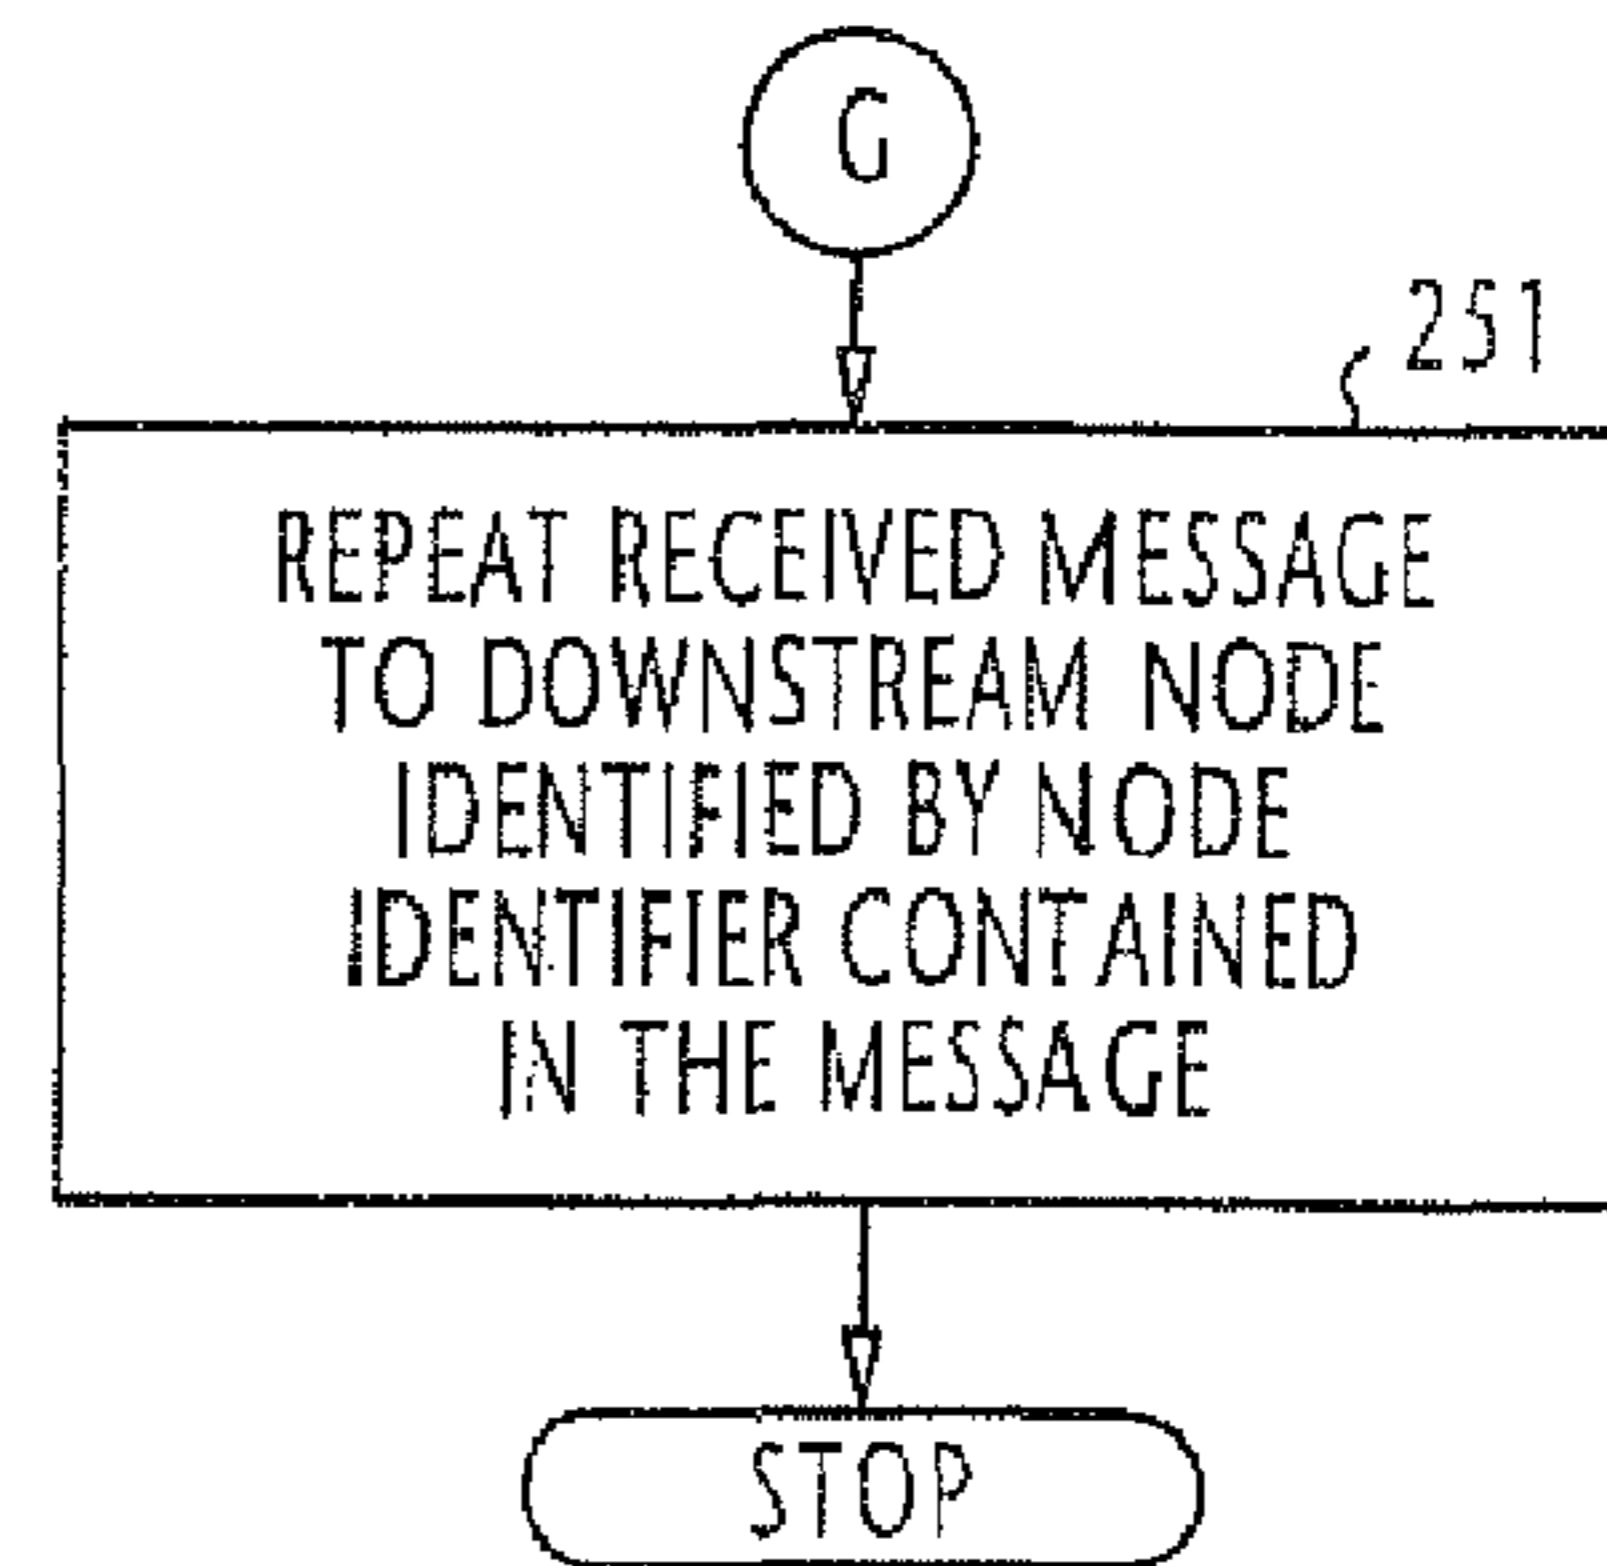 G
251
REPEAT RECEIVED MESSAGE
TO DOWNSTREAM NODE
IDENTIFIED BY NODE
IDENTIFIER CONTAINED
IN THE MESSAGE
STOP